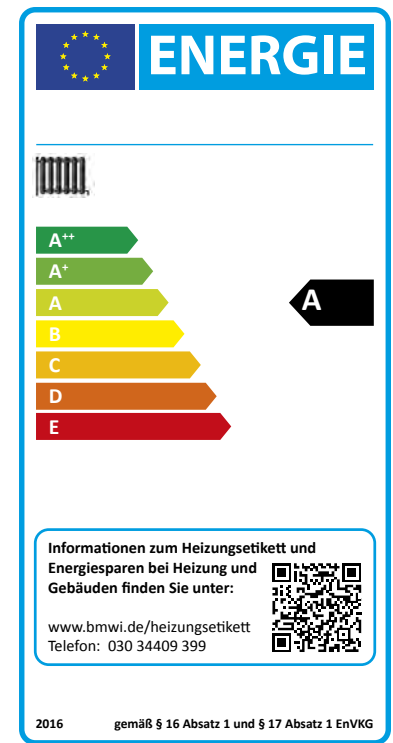 ENERGIE
A++
A+
A
A
B
C
D
E
Informationen zum Heizungsetikett und
Energiesparen bei Heizung und
Gebäuden finden Sie unter:
www.bmwi.de/heizungsetikett
Telefon: 030 34409 399
2016 gemäß § 16 Absatz 1 und § 17 Absatz 1 EnVKG